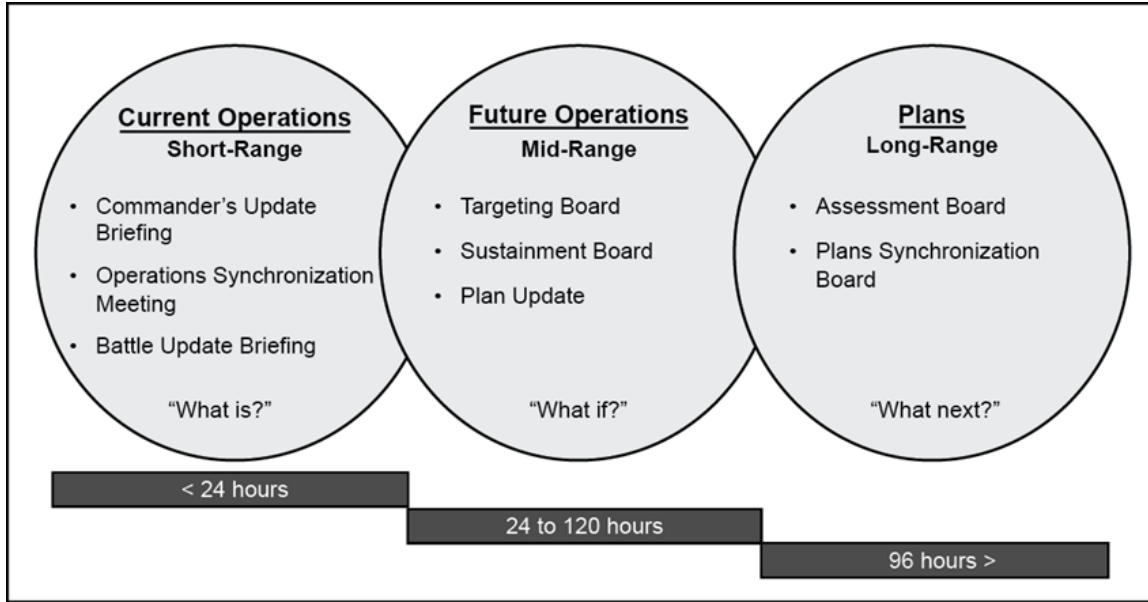 Current Operations
Short-Range
• Commander’s Update
Briefing
• Operations Synchronization
Meeting
• Battle Update Briefing
“What is?”
Future Operations
Mid-Range
• Targeting Board
• Sustainment Board
• Plan Update
“What if?”
Plans
Long-Range
• Assessment Board
• Plans Synchronization
Board
“What next?”
< 24 hours
24 to 120 hours
96 hours >